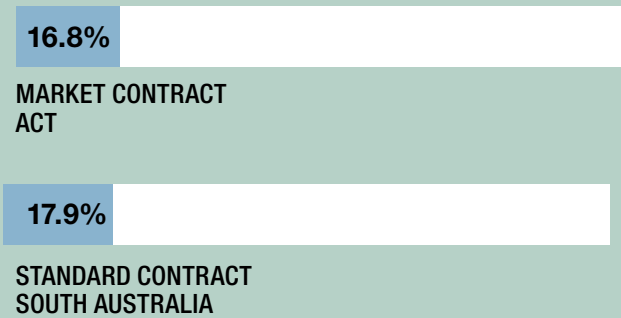 16.8%
MARKET CONTRACT
ACT
17.9%
STANDARD CONTRACT
SOUTH AUSTRALIA